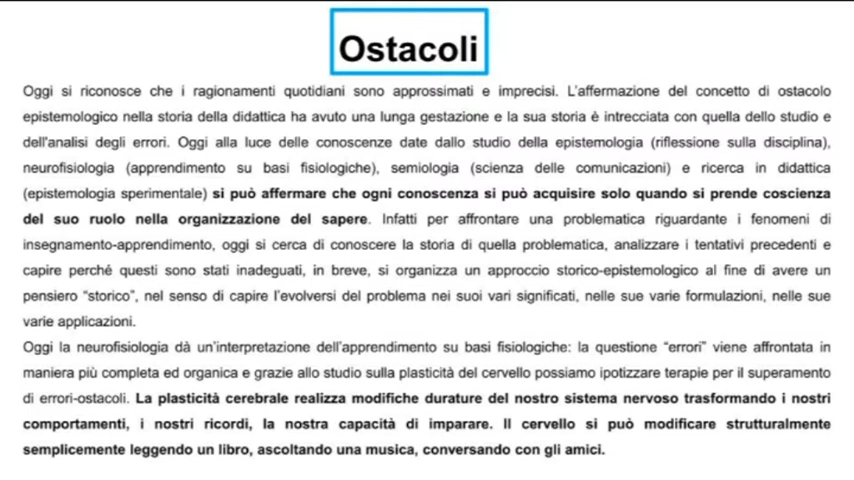 Ostacoli
Oggi si riconosce che i ragionamenti quotidiani sono approssimati e imprecisi. L'affermazione del concetto di ostacolo
epistemologico nella storia della didattica ha avuto una lunga gestazione e la sua storia è intrecciata con quella dello studio e
dell'analisi degli errori. Oggi alla luce delle conoscenze date dallo studio della epistemologia (riflessione sulla disciplina),
neurofisiologia (apprendimento su basi fisiologiche), semiologia (scienza delle comunicazioni) e ricerca in didattica
(epistemologia sperimentale) si può affermare che ogni conoscenza si può acquisire solo quando si prende coscienza
del suo ruolo nella organizzazione del sapere. Infatti per affrontare una problematica riguardante i fenomeni di
insegnamento-apprendimento, oggi si cerca di conoscere la storia di quella problematica, analizzare i tentativi precedenti e
capire perché questi sono stati inadeguati, in breve, si organizza un approccio storico-epistemologico al fine di avere un
pensiero “storico”, nel senso di capire l'evolversi del problema nei suoi vari significati, nelle sue varie formulazioni, nelle sue
varie applicazioni.
Oggi la neurofisiologia dà un'interpretazione dell'apprendimento su basi fisiologiche: la questione “errori” viene affrontata in
maniera più completa ed organica e grazie allo studio sulla plasticità del cervello possiamo ipotizzare terapie per il superamento
di errori-ostacoli. La plasticità cerebrale realizza modifiche durature del nostro sistema nervoso trasformando i nostri
comportamenti, i nostri ricordi, la nostra capacità di imparare. Il cervello si può modificare strutturalmente
semplicemente leggendo un libro, ascoltando una musica, conversando con gli amici.